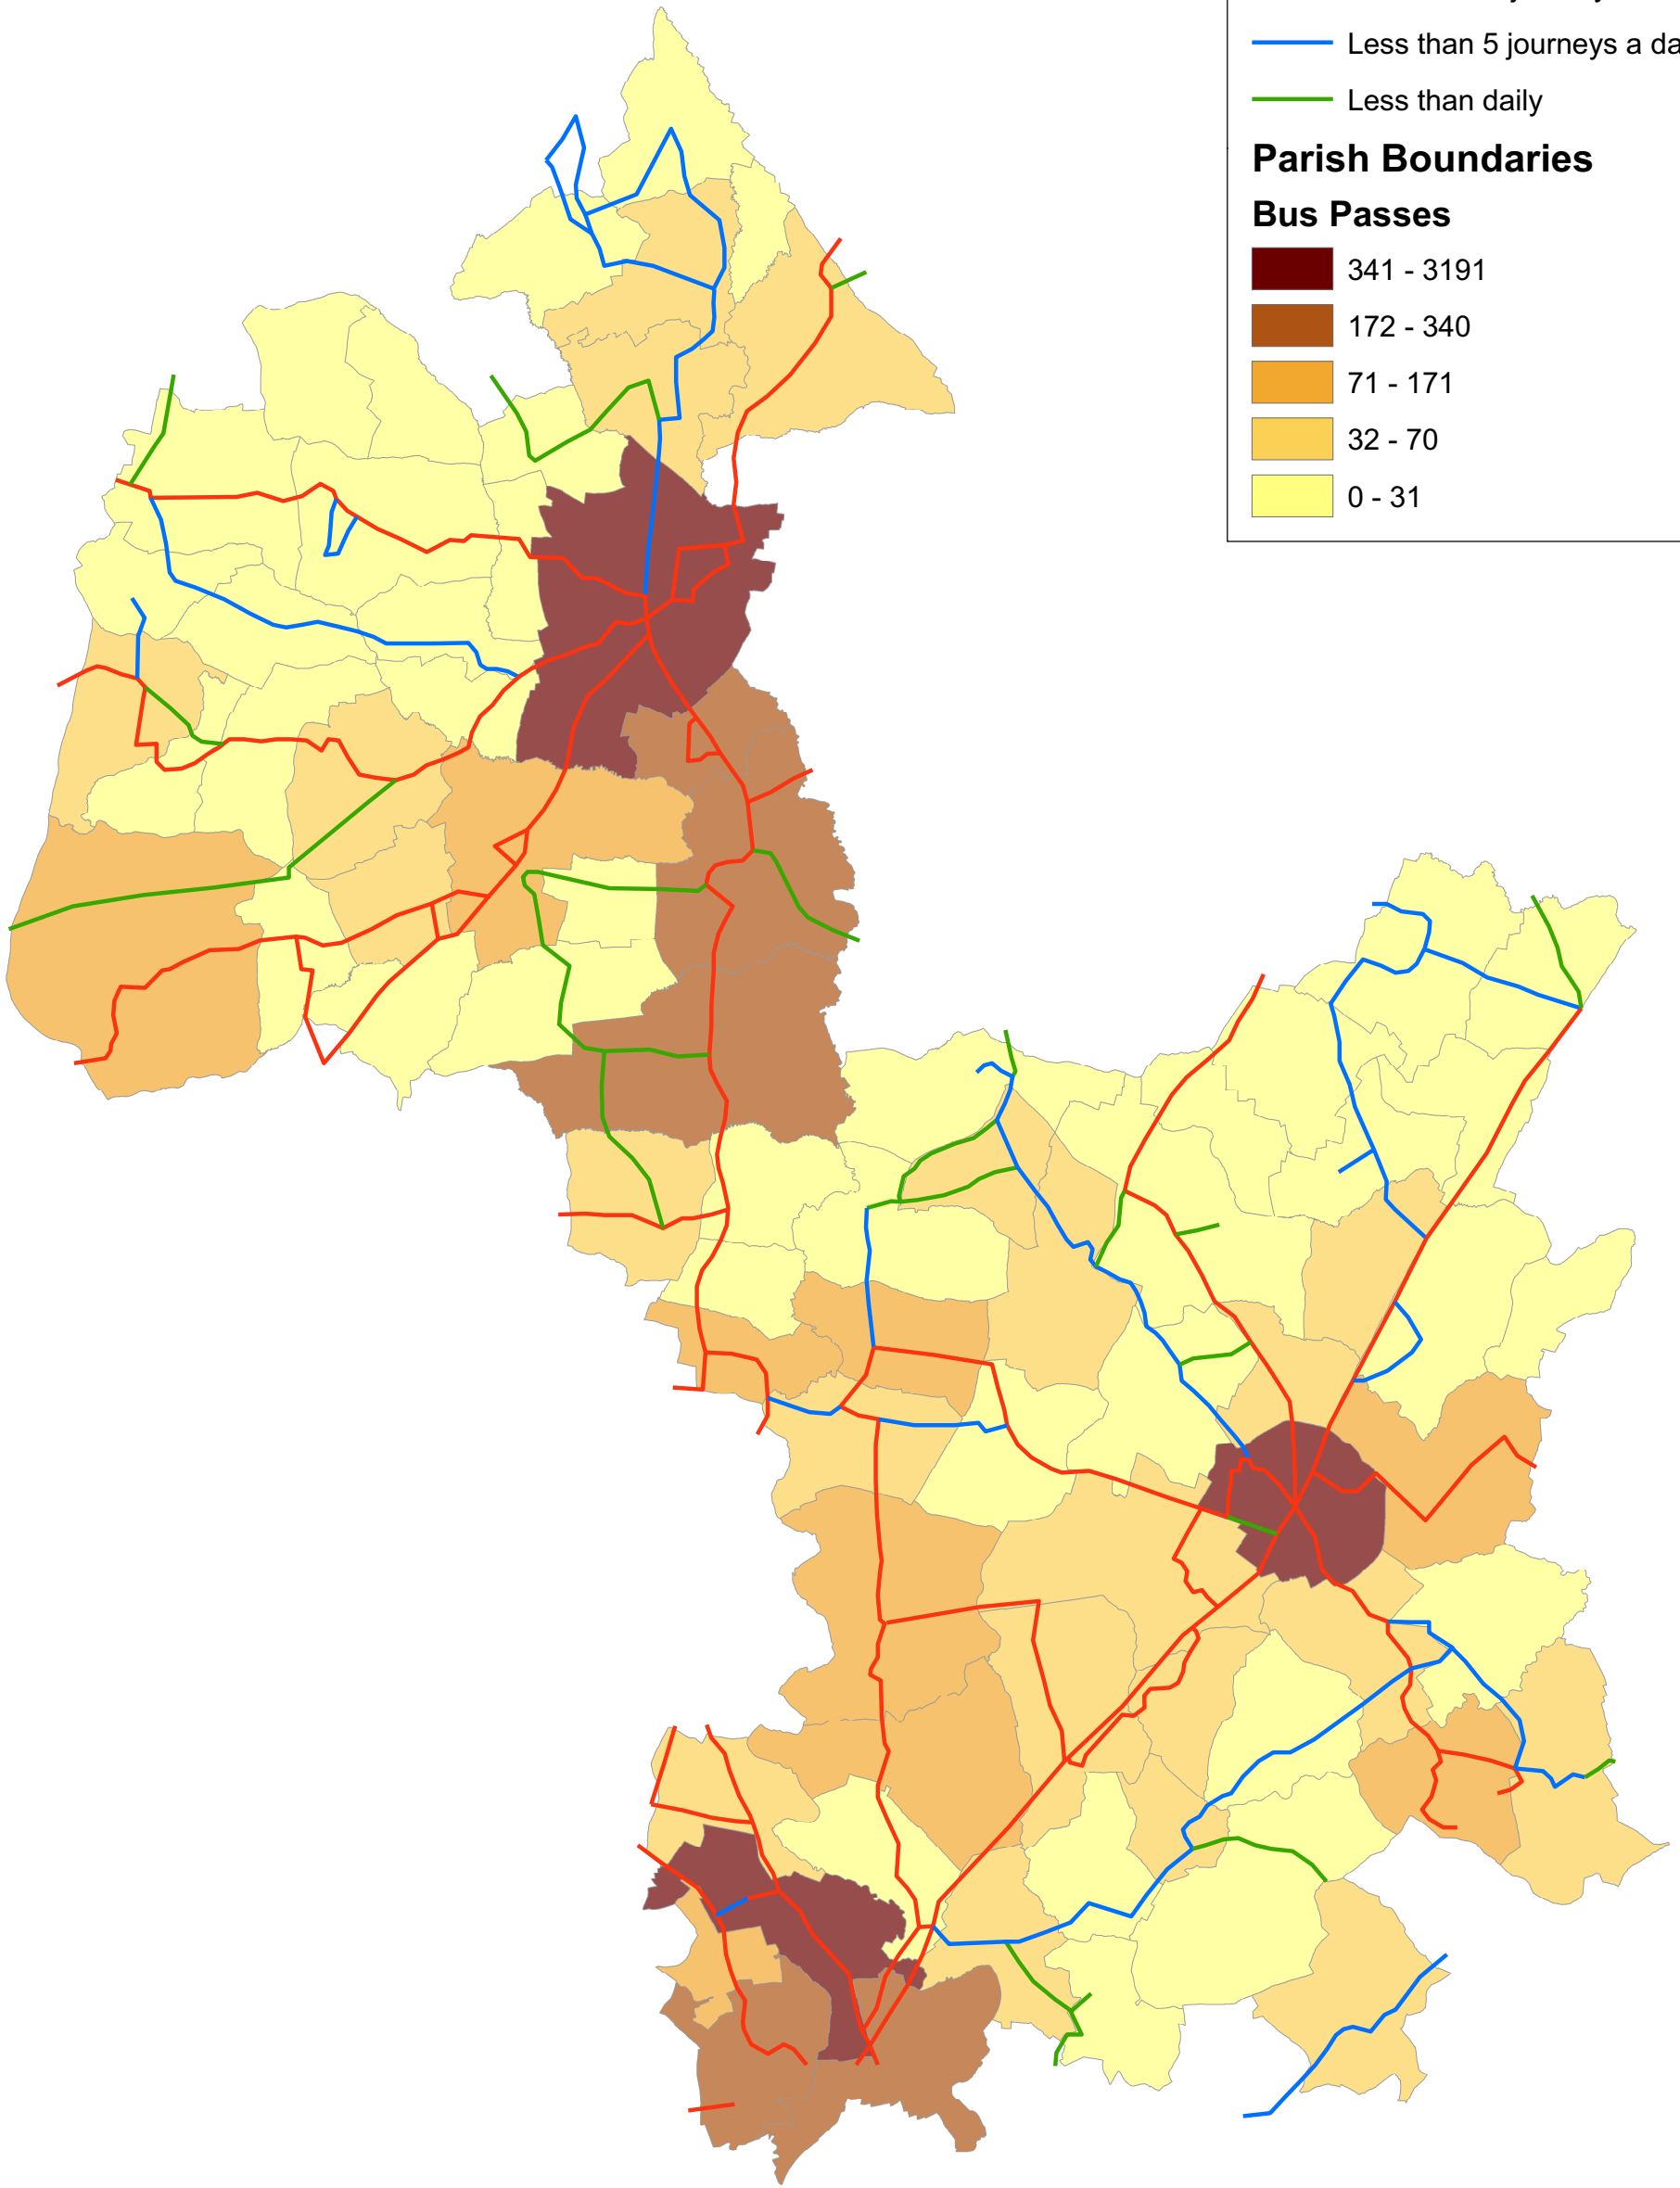 Less than 5 journeys a da
Less than daily
Parish Boundaries
Bus Passes
341 - 3191
172 - 340
71 - 171
32 - 70
0 - 31